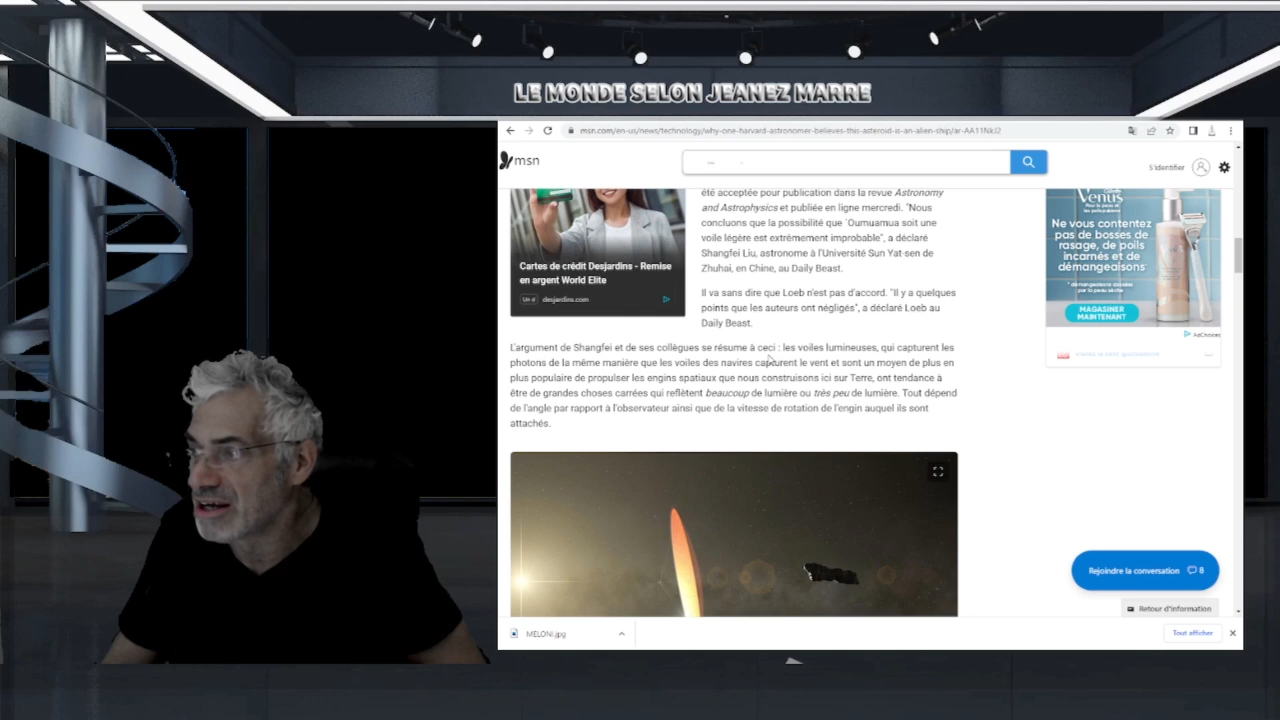 LE MONDE SELON JEANEZ MARRE
msn.com/en-us/news/technology/why-one-harvard-astronomer-believes-this-asteroid-is-an-alien-ship/ar-AA11NkJ2
msn
S'identifier
Cartes de crédit Desjardins - Remise
en argent World Elite
desjardins.com
été acceptée pour publication dans la revue Astronomy
and Astrophysics et publiée en ligne mercredi. "Nous
concluons que la possibilité que 'Oumuamua soit une
voile légère est extrêmement improbable", a déclaré
Shangfei Liu, astronome à l'Université Sun Yat-sen de
Zhuhai, en Chine, au Daily Beast.
Il va sans dire que Loeb n'est pas d'accord. "Il y a quelques
points que les auteurs ont négligés", a déclaré Loeb au
Daily Beast.
L'argument de Shangfei et de ses collègues se résume à ceci : les voiles lumineuses, qui capturent les
photons de la même manière que les voiles des navires capturent le vent et sont un moyen de plus en
plus populaire de propulser les engins spatiaux que nous construisons ici sur Terre, ont tendance à
être de grandes choses carrées qui reflètent beaucoup de lumière ou très peu de lumière. Tout dépend
de l'angle par rapport à l'observateur ainsi que de la vitesse de rotation de l'engin auquel ils sont
attachés.
Venus
Ne vous contentez
pas de bosses de
rasage, de poils
incarnés et de
démangeaisons*
MAGASINER
MAINTENANT
AdChoices
Rejoindre la conversation 8
Retour d'information
MELONI.jpg
Tout afficher